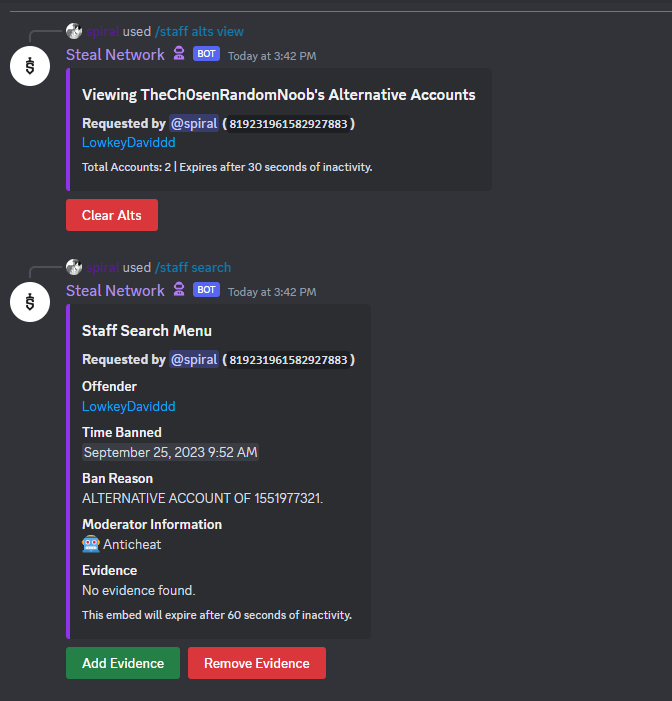 spiral used /staff alts view
Steal Network BOT Today at 3:42 PM
Viewing TheCh0senRandomNoob's Alternative Accounts
Requested by @spiral ( 819231961582927883 )
LowkeyDaviddd
Total Accounts: 2 | Expires after 30 seconds of inactivity.
Clear Alts
spiral used /staff search
Steal Network BOT Today at 3:42 PM
Staff Search Menu
Requested by @spiral ( 819231961582927883 )
Offender
LowkeyDaviddd
Time Banned
September 25, 2023 9:52 AM
Ban Reason
ALTERNATIVE ACCOUNT OF 1551977321.
Moderator Information
Anticheat
Evidence
No evidence found.
This embed will expire after 60 seconds of inactivity.
Add Evidence Remove Evidence